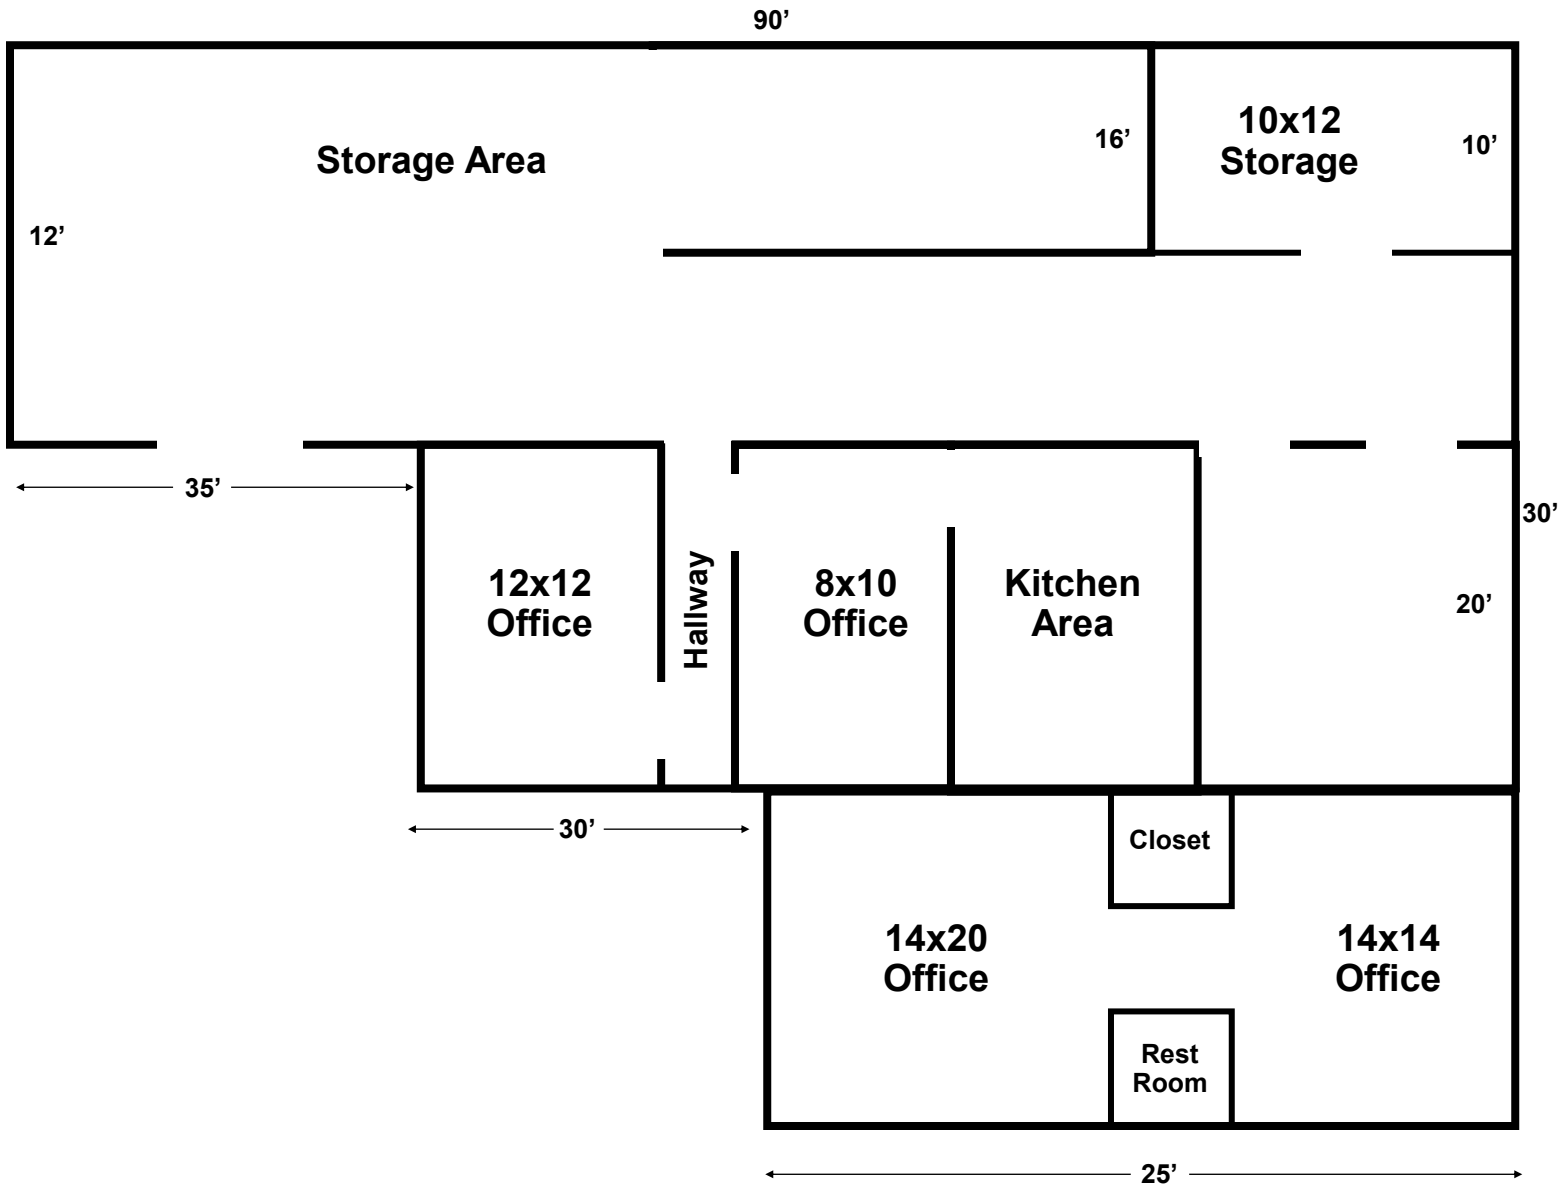 90’
Storage Area
16’
10x12
Storage
10’
12’
35’
30’
12x12
Office
Hallway
8x10
Office
Kitchen
Area
20’
30’
Closet
14x20
Office
14x14
Office
Rest
Room
25’